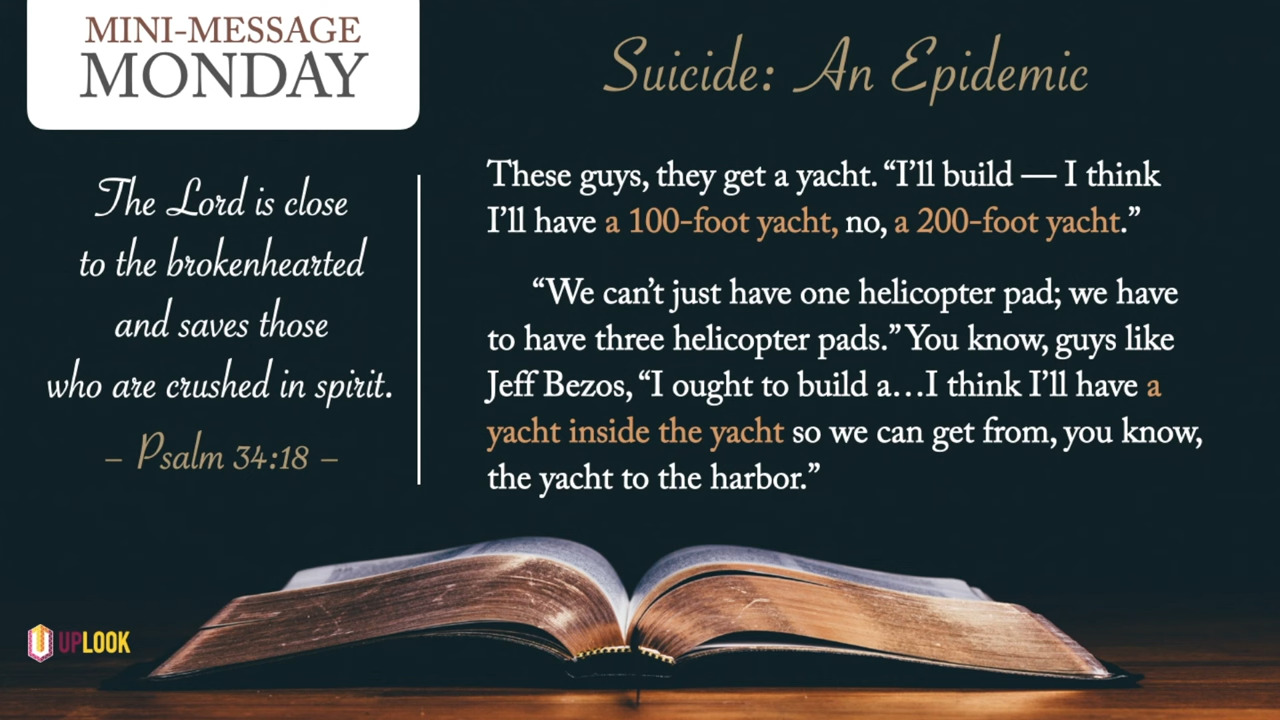 MINI-MESSAGE
MONDAY
Suicide: An Epidemic
The Lord is close
to the brokenhearted
and saves those
who are crushed in spirit.
– Psalm 34:18 –
These guys, they get a yacht. “I’ll build — I think
I’ll have a 100-foot yacht, no, a 200-foot yacht.”
“We can’t just have one helicopter pad; we have
to have three helicopter pads.” You know, guys like
Jeff Bezos, “I ought to build a…I think I’ll have a
yacht inside the yacht so we can get from, you know,
the yacht to the harbor.”
UPLOOK